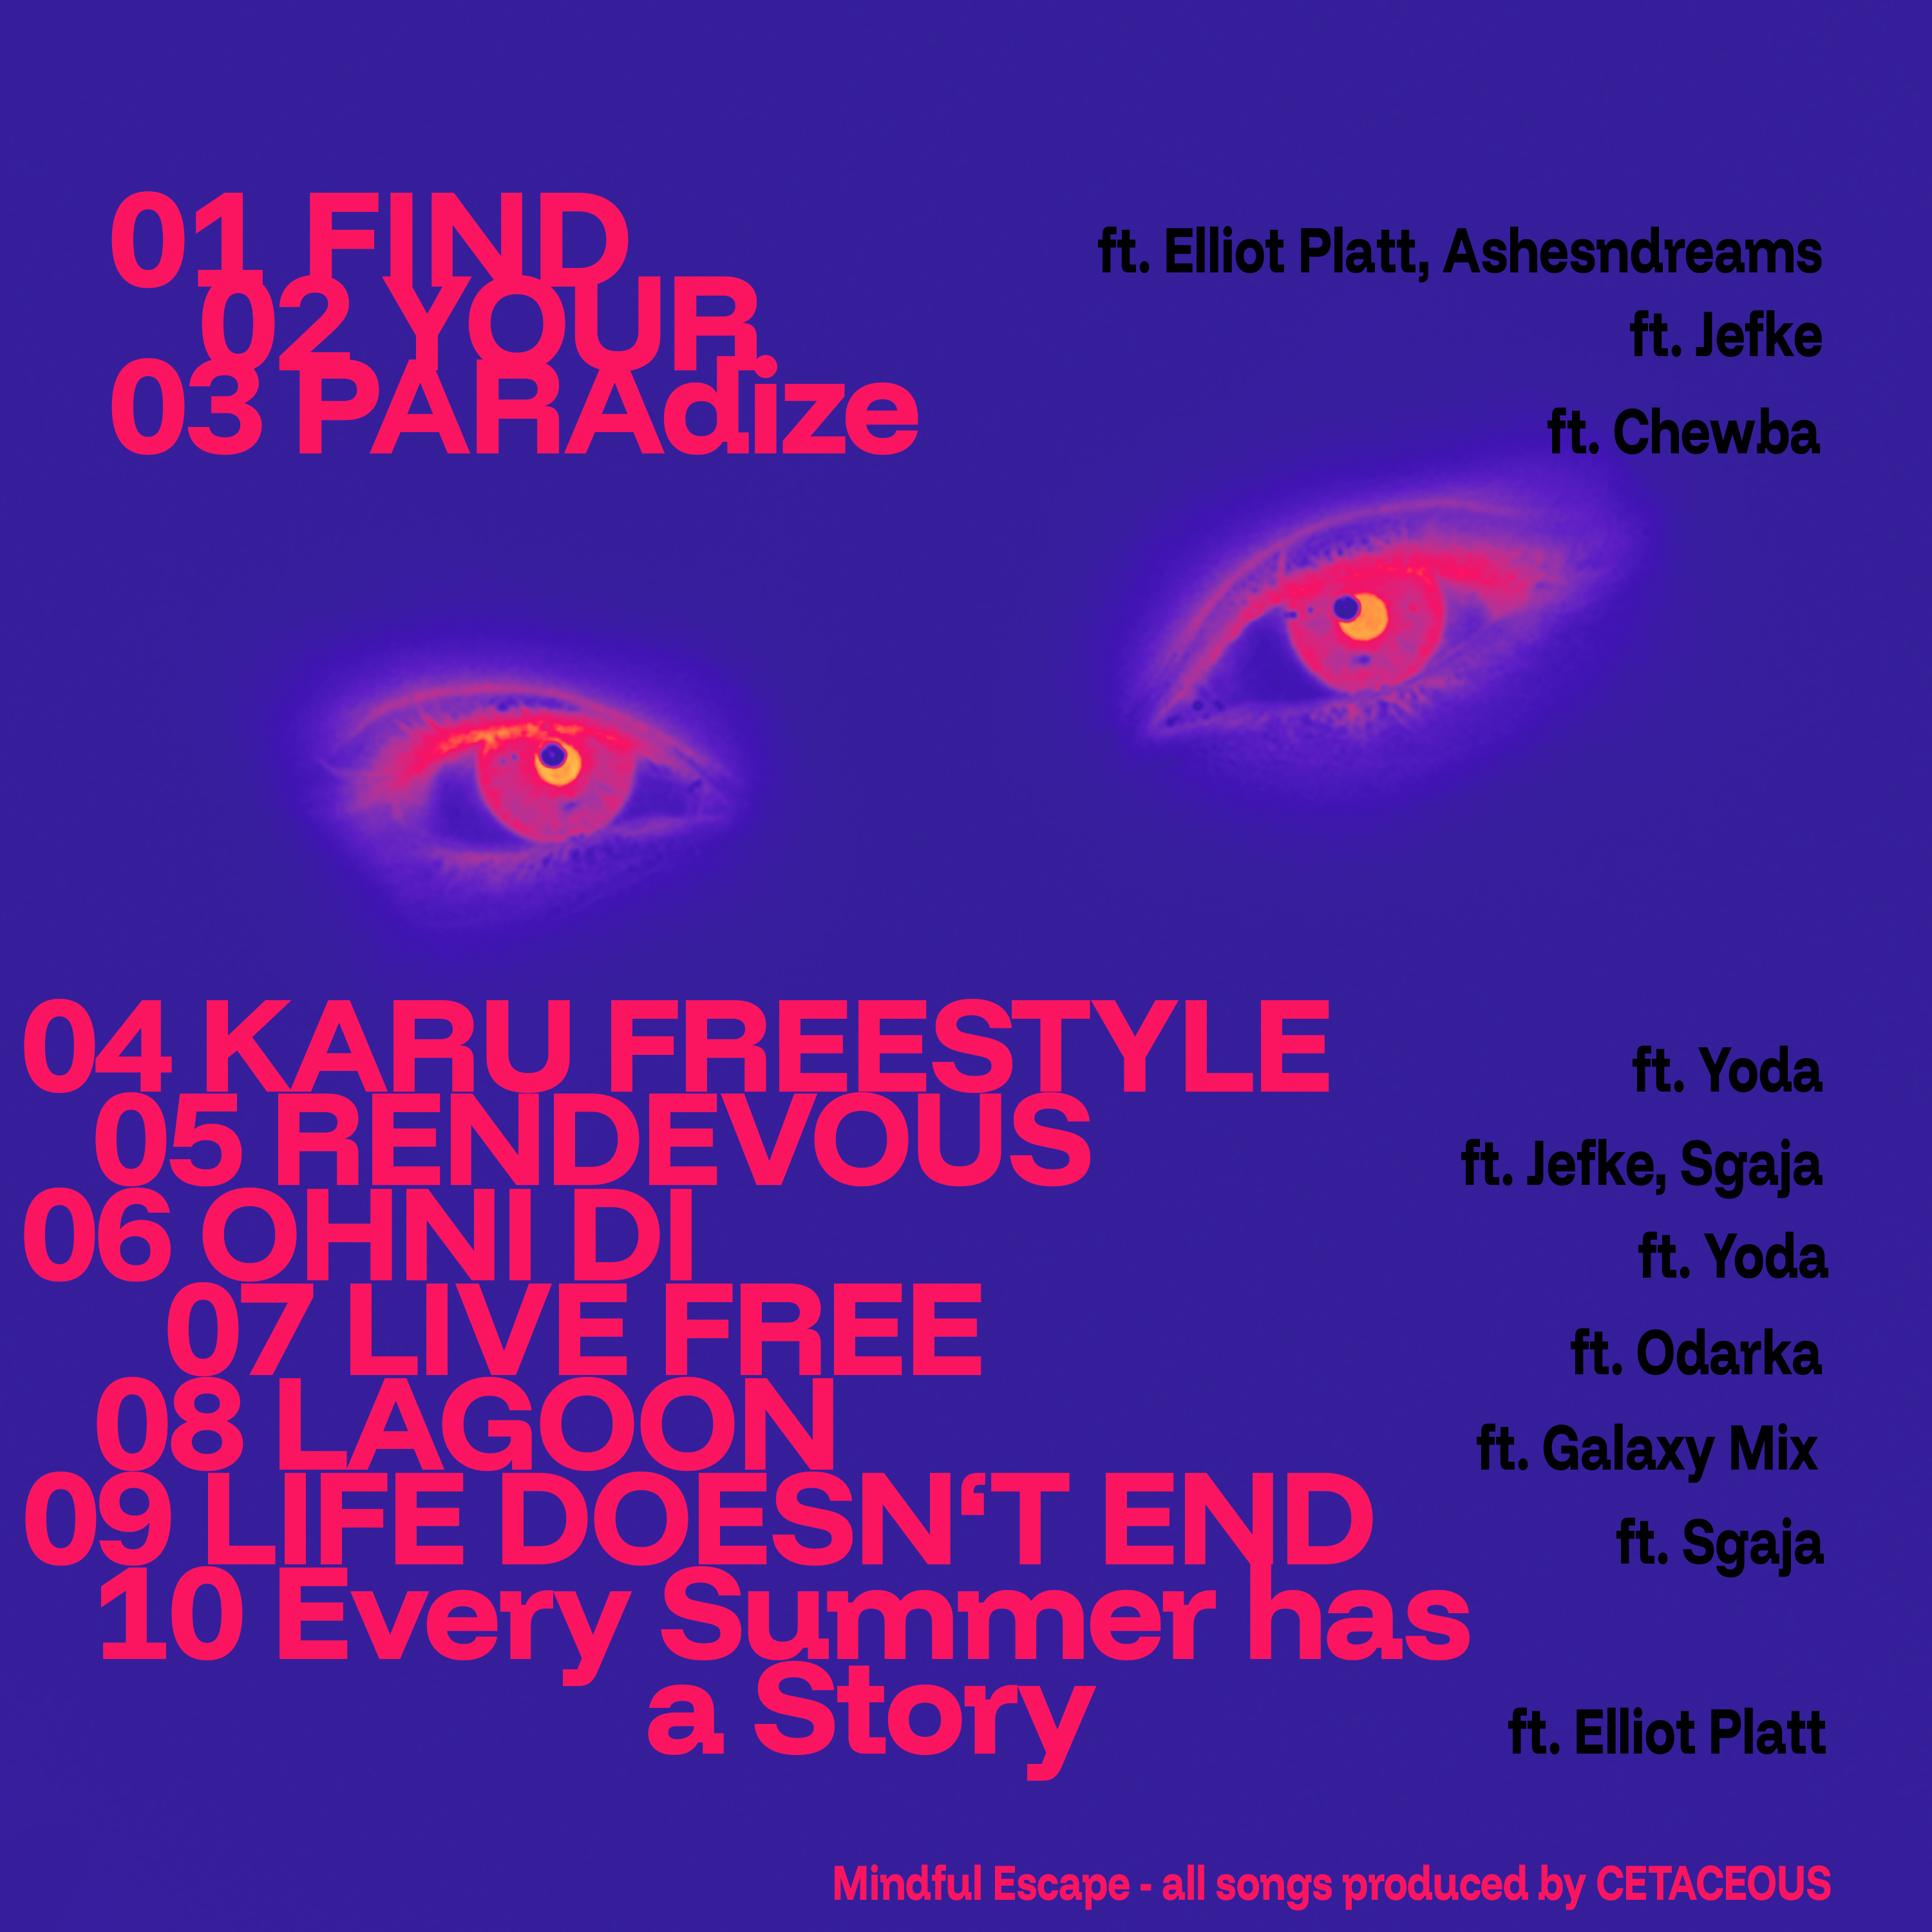 01 FIND ft. Elliot Platt, Ashesndreams
02 YOUR ft. Jefke
03 PARAdize ft. Chewba
04 KARU FREESTYLE ft. Yoda
05 RENDEVOUS ft. Jefke, Sgaja
06 OHNI DI ft. Yoda
07 LIVE FREE ft. Odarka
08 LAGOON ft. Galaxy Mix
09 LIFE DOESN‘T END ft. Sgaja
10 Every Summer has
a Story ft. Elliot Platt
Mindful Escape - all songs produced by CETACEOUS